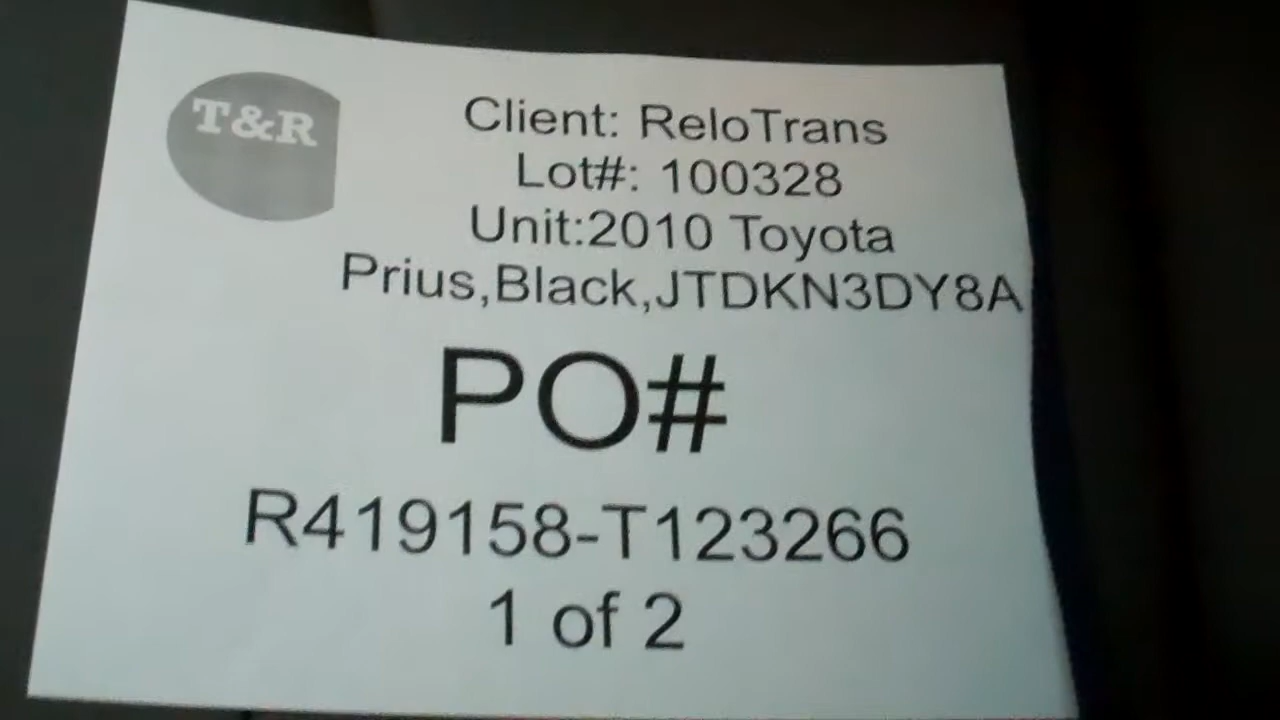 T&R
Client: ReloTrans
Lot#: 100328
Unit:2010 Toyota
Prius,Black,JTDKN3DY8A
PO#
R419158-T123266
1 of 2